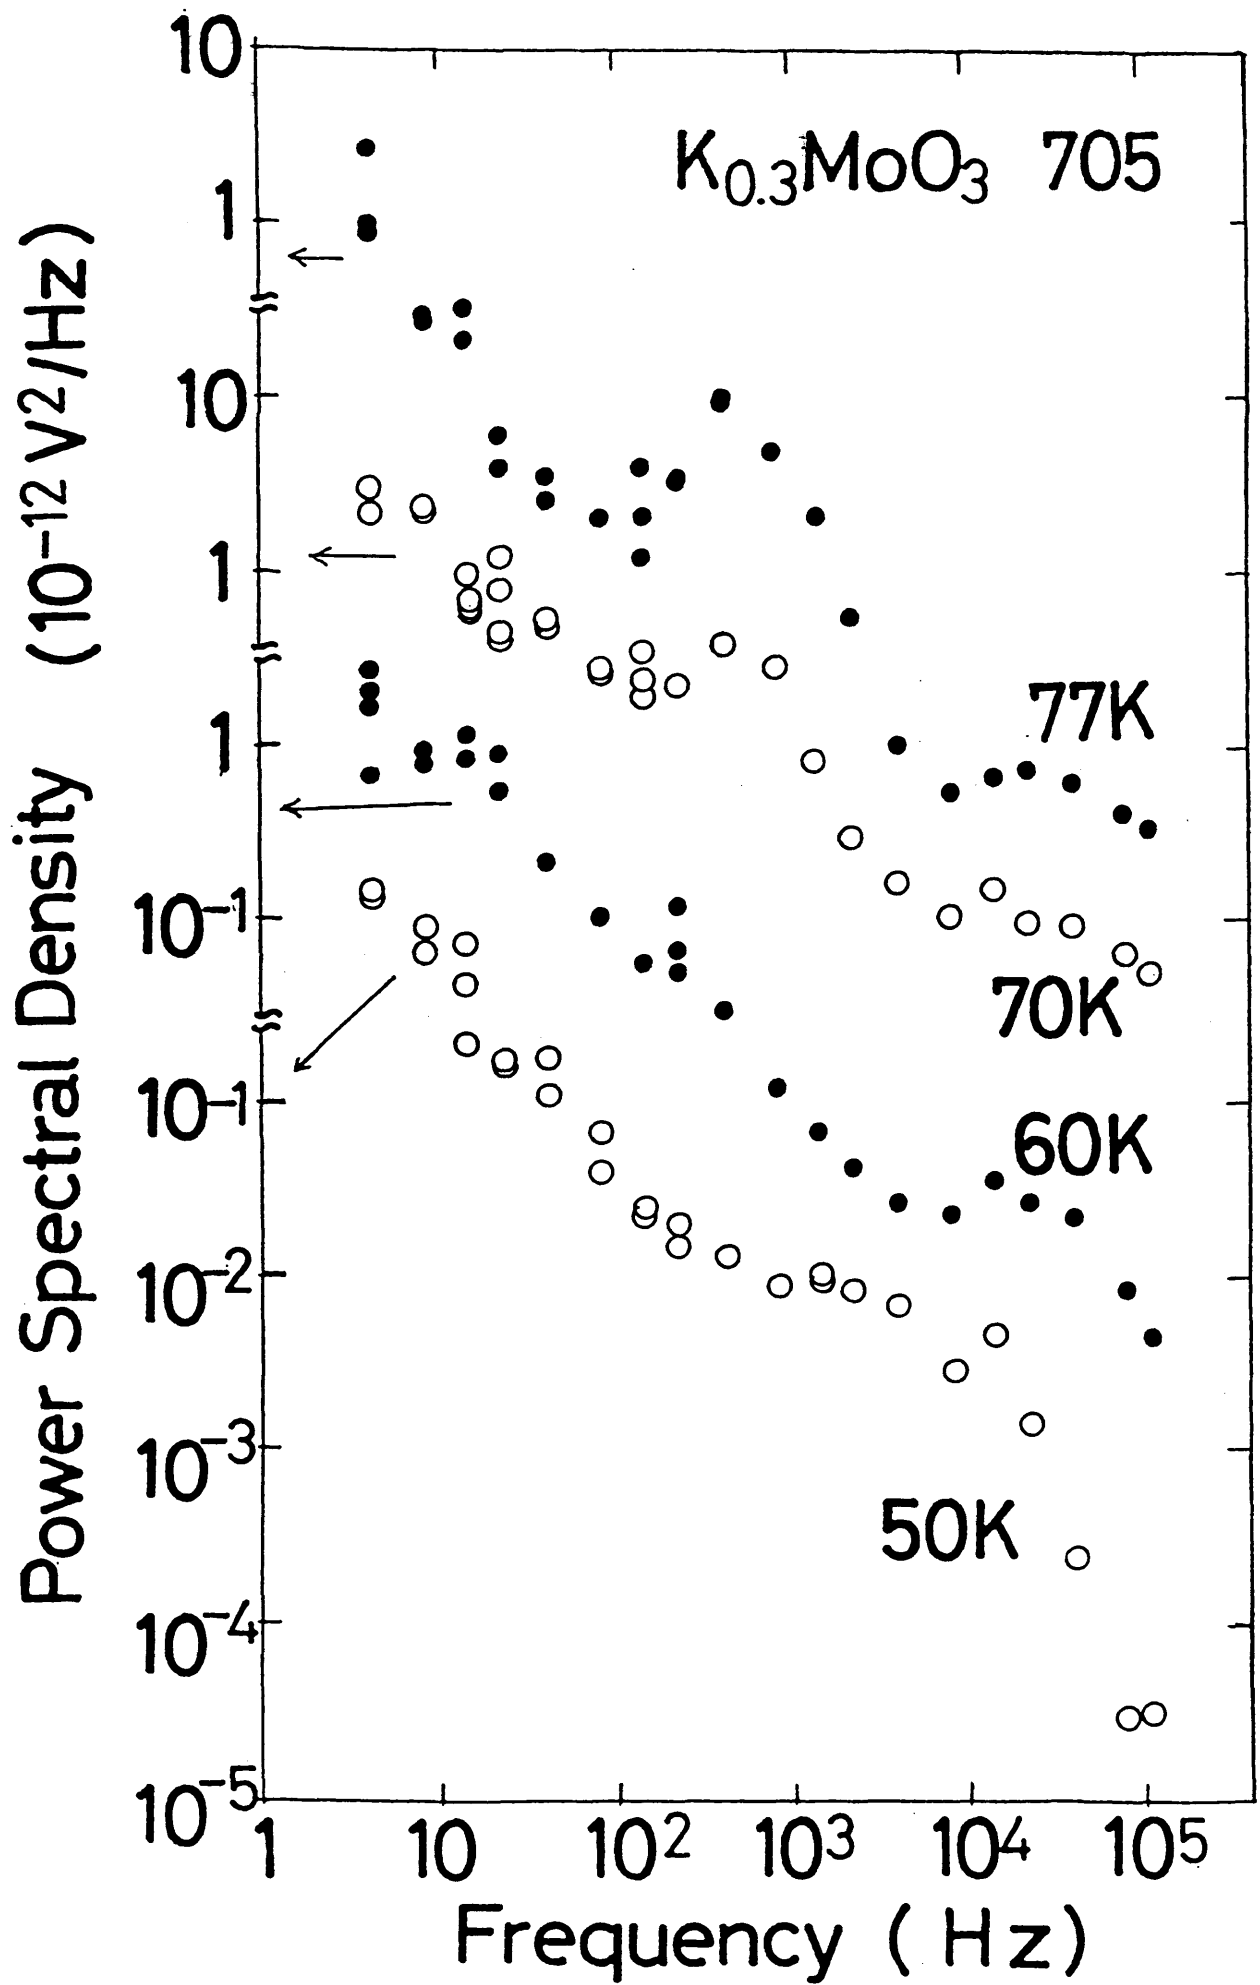 K0.3MoO3 705
Power Spectral Density (10⁻¹² V²/Hz)
10
1
10
1
1
10⁻¹
10⁻¹
10⁻²
10⁻³
10⁻⁴
10⁻⁵
77K
70K
60K
50K
1 10 10² 10³ 10⁴ 10⁵
Frequency (Hz)